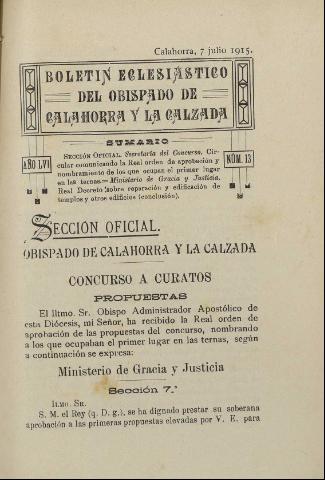 Calahorra, 7 julio 1915.
BOLETIN ECLESIÁSTICO
DEL OBISPADO DE
CALAHORRA Y LA CALZADA
SUMARIO
AÑO LVI
SECCIÓN OFICIAL. Secretaría del Concurso. Cir-
cular comunicando la Real orden de aprobación y
nombramiento de los que ocupan el primer lugar
en las ternas.—Ministerio de Gracia y Justicia.
Real Decreto sobre reparación y edificación de
templos y otros edificios (conclusión).
NÚM. 13
SECCIÓN OFICIAL.
OBISPADO DE CALAHORRA Y LA CALZADA
CONCURSO A CURATOS
PROPUESTAS
El Iltmo. Sr. Obispo Administrador Apostólico de
esta Diócesis, mi Señor, ha recibido la Real orden de
aprobación de las propuestas del concurso, nombrando
a los que ocupaban el primer lugar en las ternas, según
a continuación se expresa:
Ministerio de Gracia y Justicia
Sección 7.ª
ILMO. SR.
S. M. el Rey (q. D. g.), se ha dignado prestar su soberana
aprobación a las primeras propuestas elevadas por V. E. para